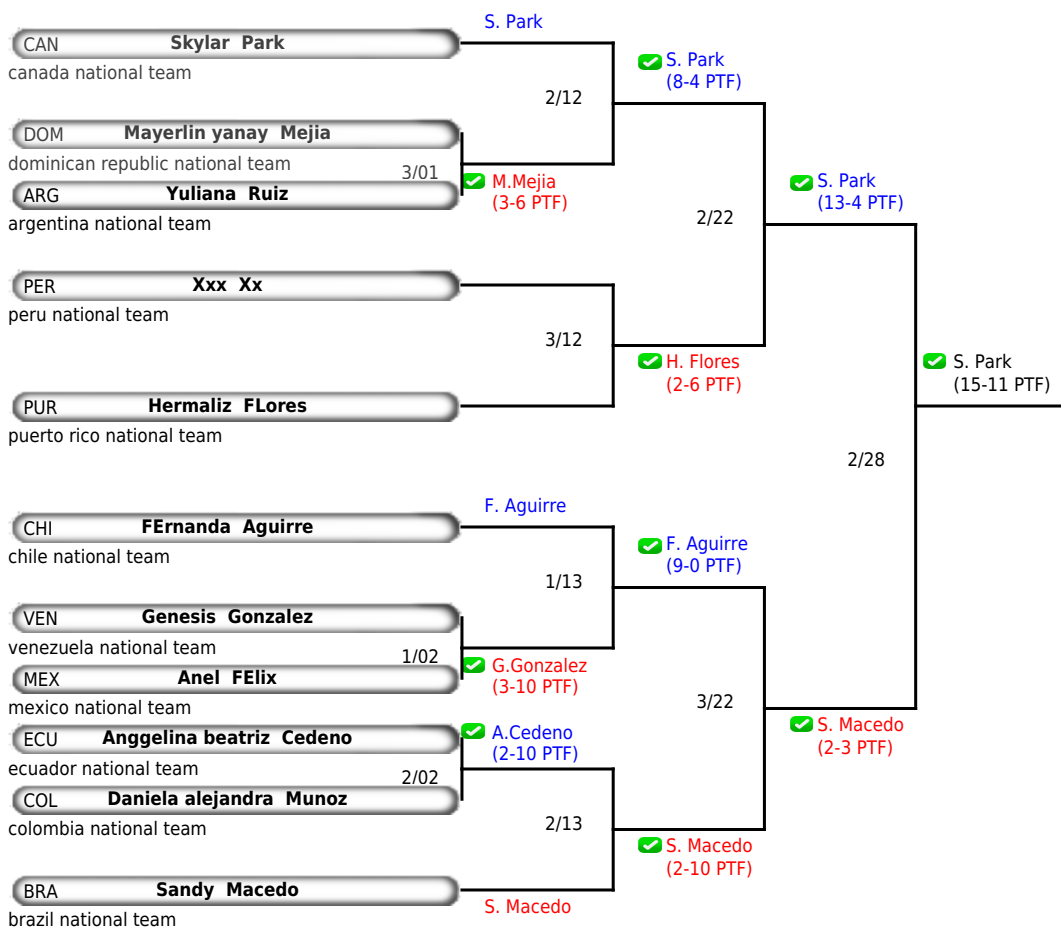 S. Park
CAN Skylar Park
canada national team
S. Park
(8-4 PTF)
2/12
DOM Mayerlin yanay Mejia
dominican republic national team
3/01
M.Mejia
(3-6 PTF)
ARG Yuliana Ruiz
argentina national team
S. Park
(13-4 PTF)
2/22
PER Xxx Xx
peru national team
3/12
H. Flores
(2-6 PTF)
S. Park
(15-11 PTF)
PUR Hermaliz FLores
puerto rico national team
2/28
F. Aguirre
CHI FErnanda Aguirre
chile national team
F. Aguirre
(9-0 PTF)
1/13
VEN Genesis Gonzalez
venezuela national team
1/02
G.Gonzalez
(3-10 PTF)
MEX Anel FElix
mexico national team
3/22
S. Macedo
(2-3 PTF)
ECU Anggelina beatriz Cedeno
ecuador national team
A.Cedeno
(2-10 PTF)
2/02
COL Daniela alejandra Munoz
colombia national team
2/13
S. Macedo
(2-10 PTF)
BRA Sandy Macedo
brazil national team
S. Macedo